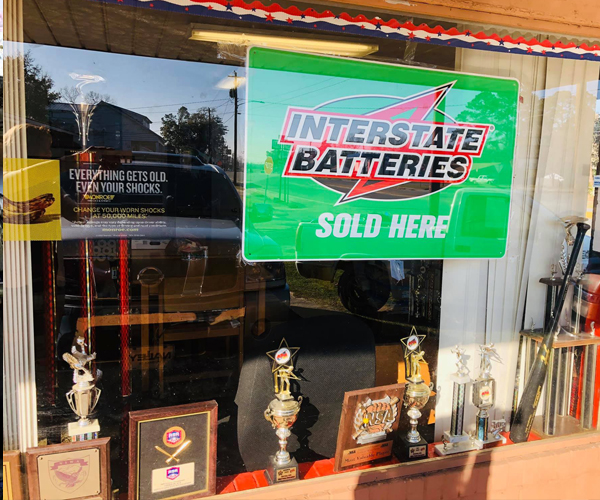 INTERSTATE
BATTERIES
SOLD HERE
EVERYTHING GETS OLD.
EVEN YOUR SHOCKS.
MONROE
CHANGE YOUR WORN SHOCKS
AT 50,000 MILES